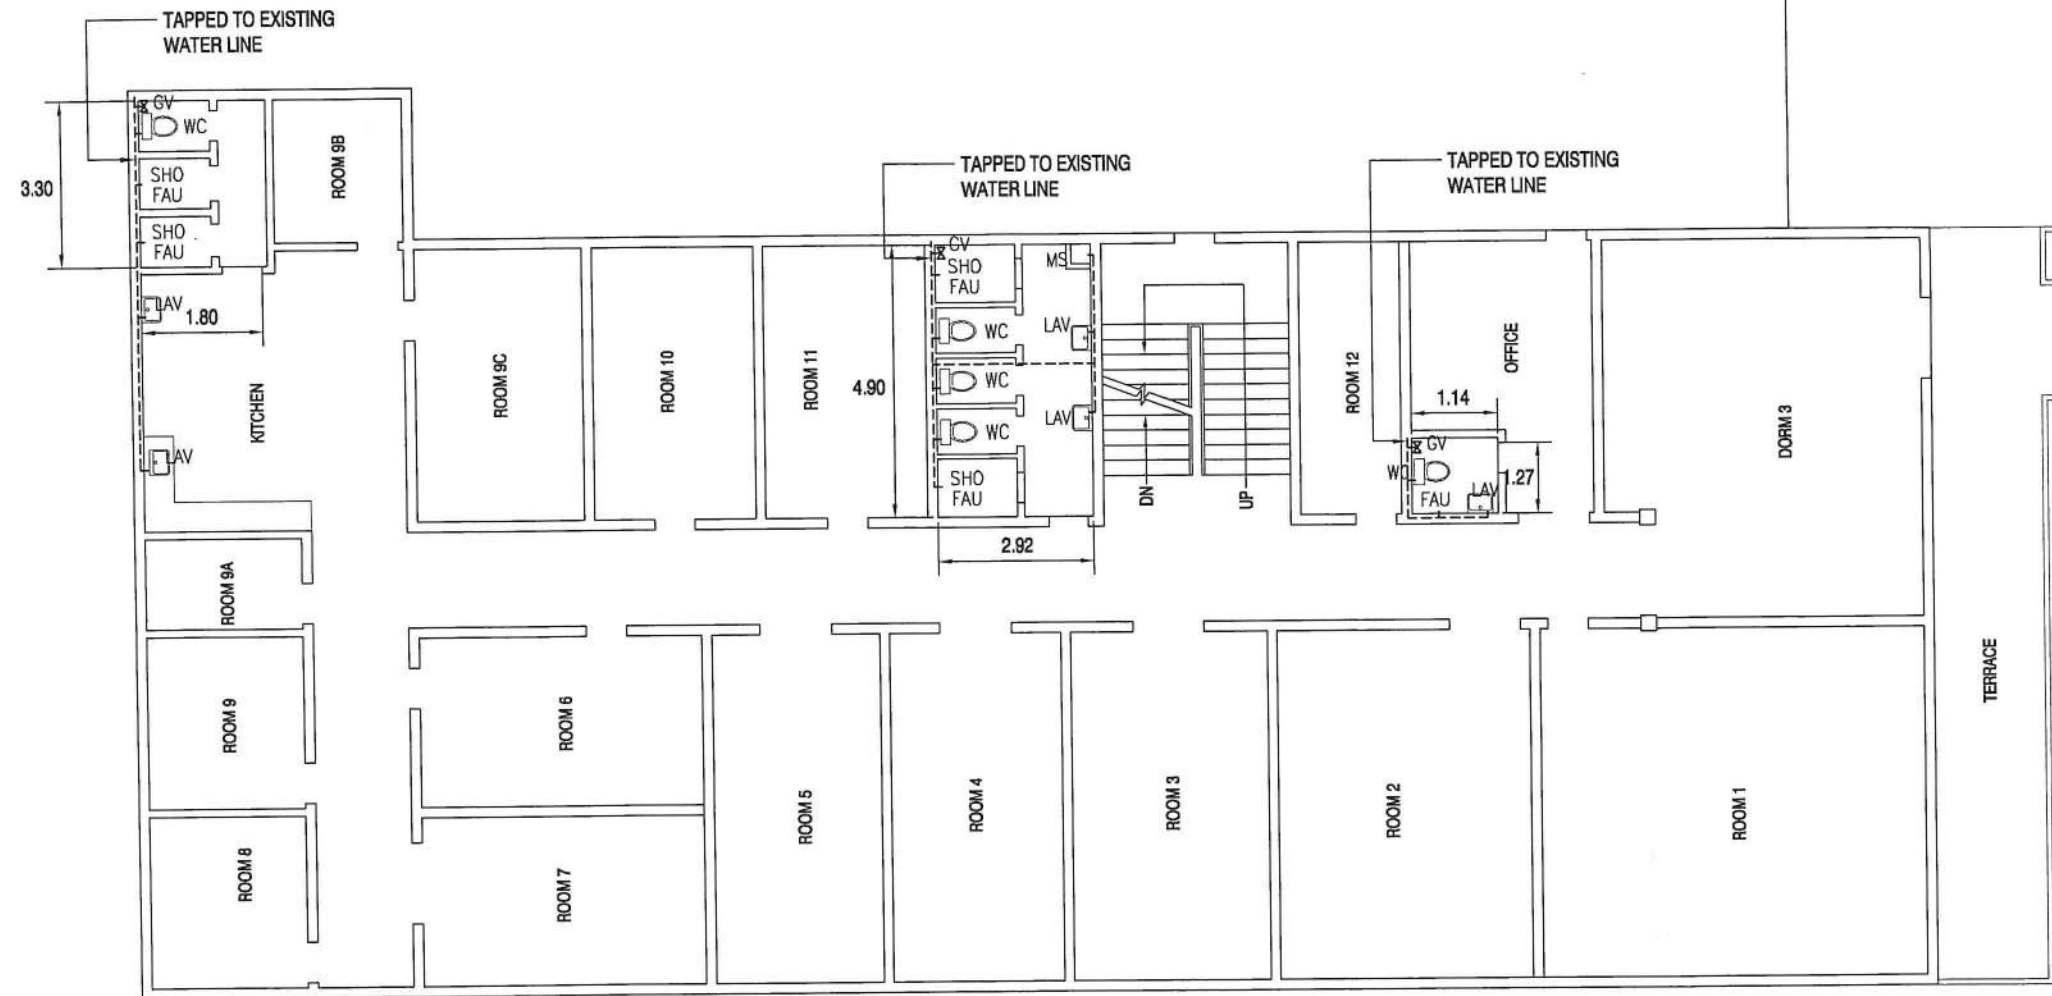 TAPPED TO EXISTING
WATER LINE
GV
WC
SHO
FAU
SHO
FAU
3.30
LAV
1.80
ROOM 9B
KITCHEN
LAV
TAPPED TO EXISTING
WATER LINE
GV
SHO
FAU
MS
WC
LAV
WC
LAV
WC
SHO
FAU
4.90
2.92
TAPPED TO EXISTING
WATER LINE
ROOM 9C
ROOM 10
ROOM 11
DN
UP
ROOM 12
OFFICE
1.14
GV
WC
FAU
LAV
1.27
DORM 3
ROOM 9A
ROOM 9
ROOM 8
ROOM 6
ROOM 7
ROOM 5
ROOM 4
ROOM 3
ROOM 2
ROOM 1
TERRACE